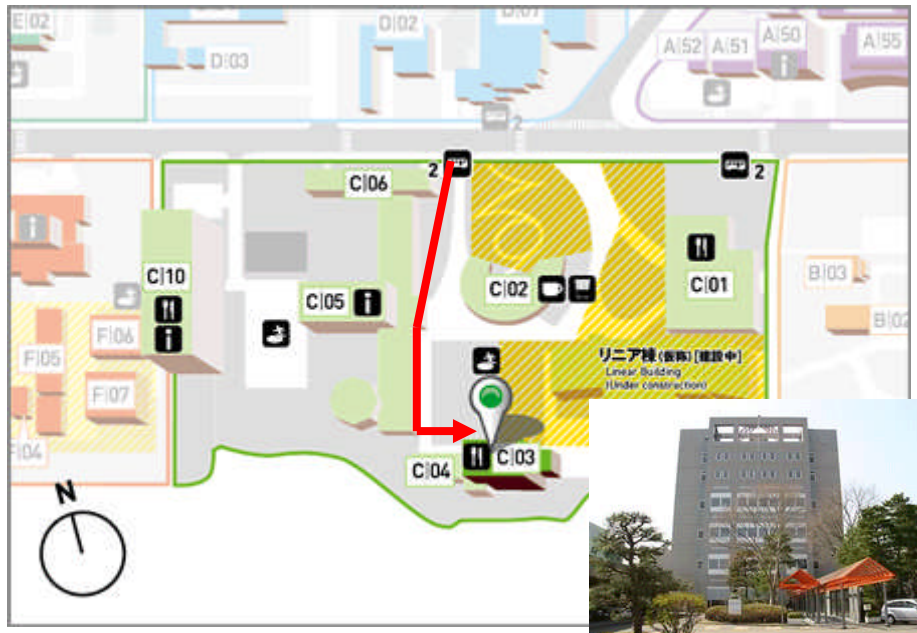 E|02
D|02
D|01
D|03
A|52
A|51
A|50
A|55
2
2
2
C|06
C|10
C|05
C|02
C|01
B|03
B|02
F|06
F|05
F|07
F|04
リニア棟(仮称)[建設中]
Linear Building
(Under construction)
C|04
C|03
N